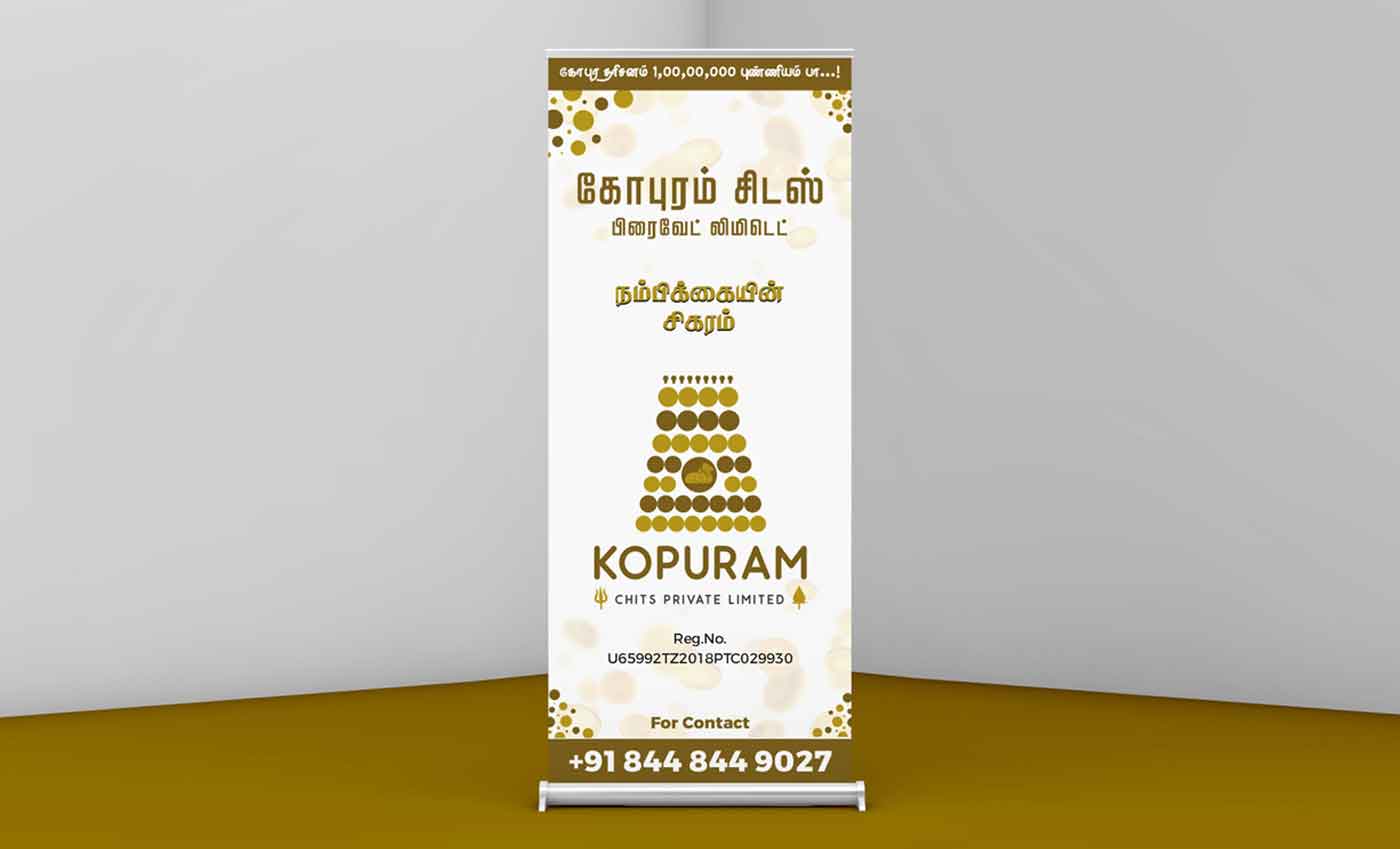 கோபுர தரிசனம் 1,00,00,000 புண்ணியம் பா...!
கோபுரம் சிடஸ்
பிரைவேட் லிமிடெட்
நம்பிக்கையின்
சிகரம்
KOPURAM
CHITS PRIVATE LIMITED
Reg.No.
U65992TZ2018PTC029930
For Contact
+91 844 844 9027